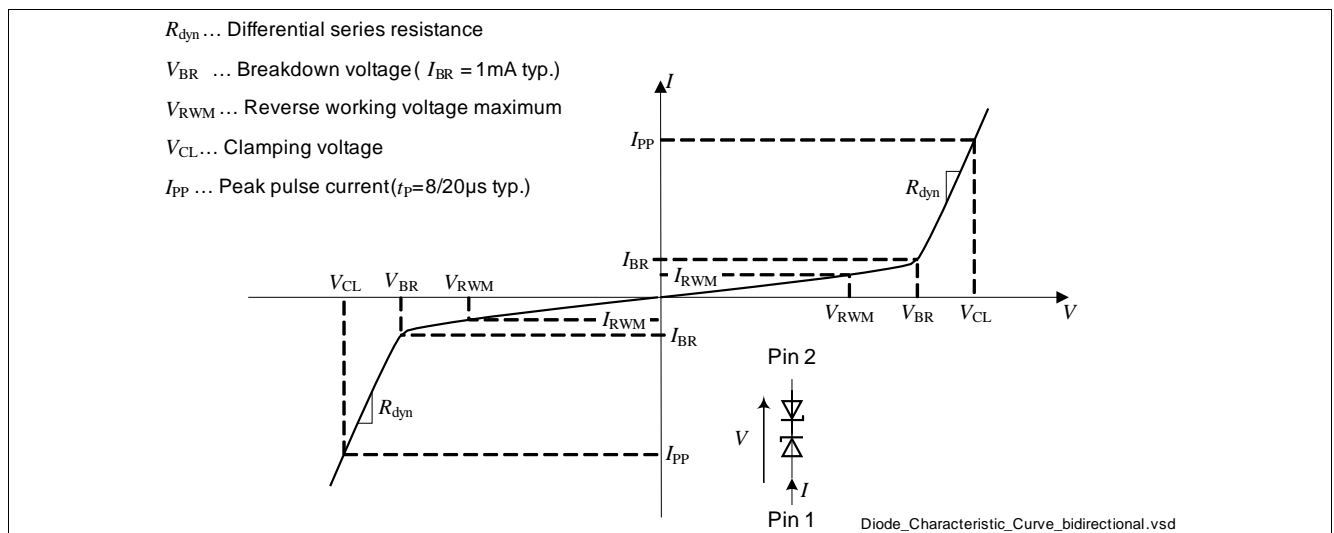 R_dyn … Differential series resistance
V_BR … Breakdown voltage( I_BR = 1mA typ.)
V_RWM … Reverse working voltage maximum
V_CL… Clamping voltage
I_PP … Peak pulse current(t_P=8/20µs typ.)
I
I_PP
R_dyn
I_BR
I_RWM
V_CL V_BR V_RWM
V_RWM V_BR V_CL V
I_RWM
I_BR
Pin 2
R_dyn
V
I_PP
I
Pin 1
Diode_Characteristic_Curve_bidirectional.vsd